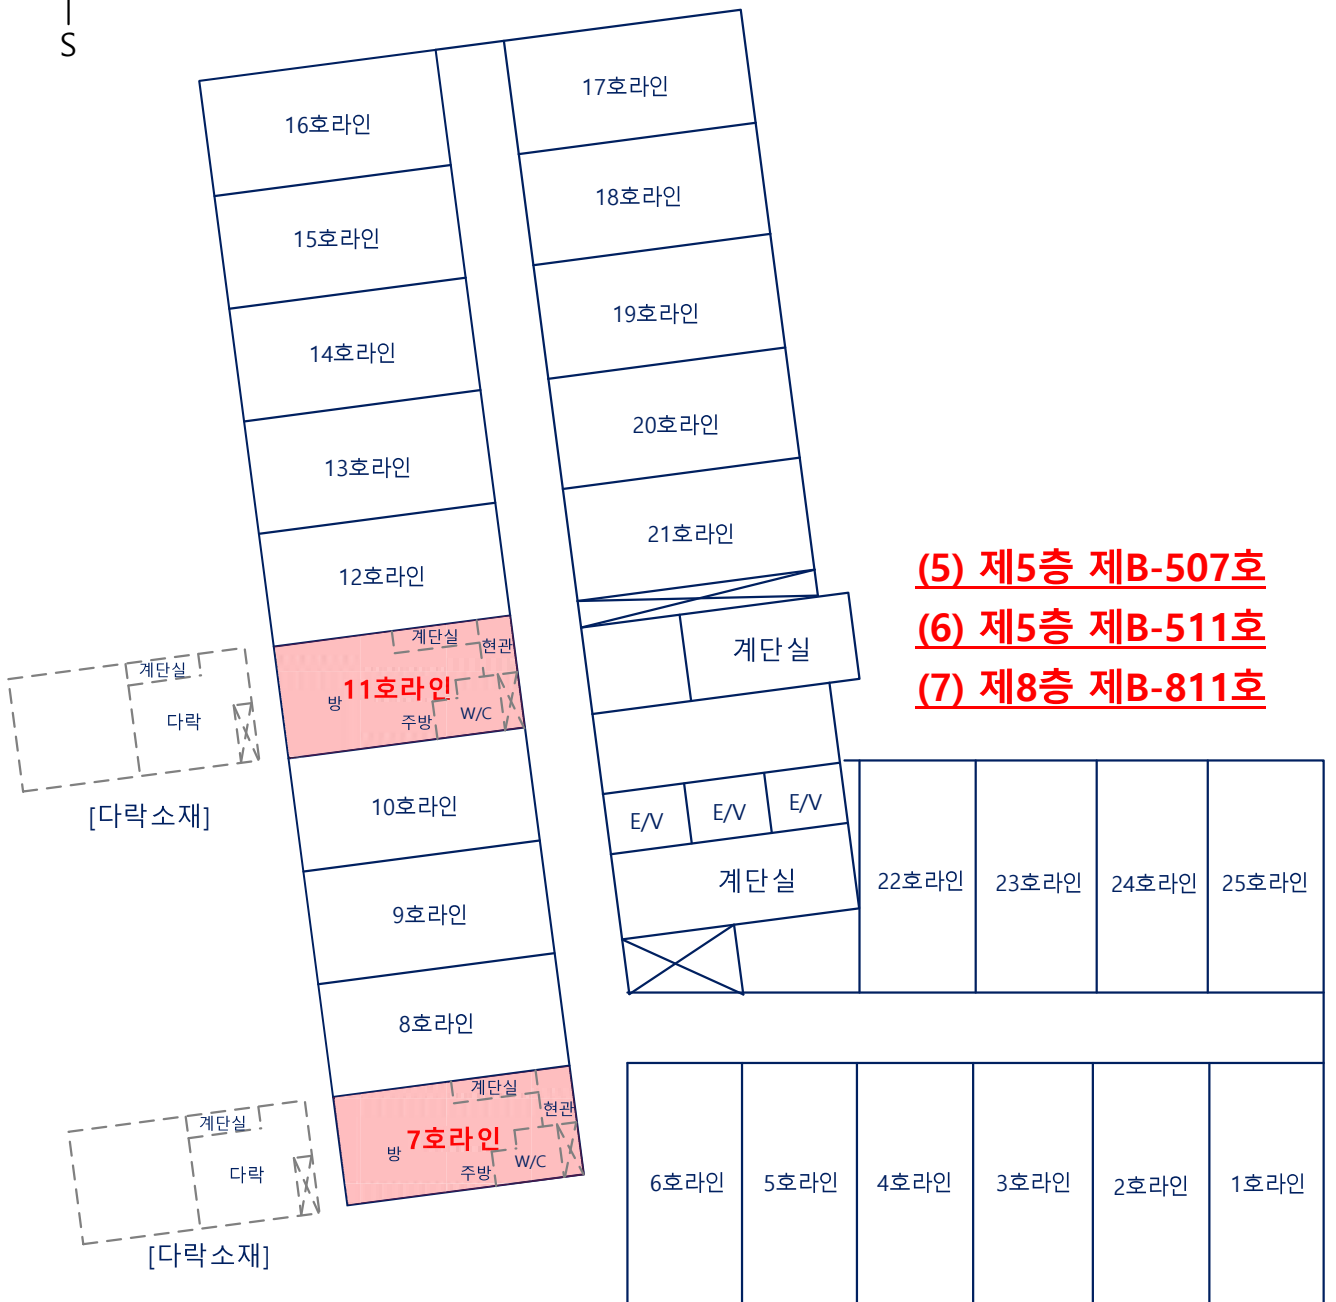 S
17호라인
16호라인
18호라인
15호라인
19호라인
14호라인
20호라인
13호라인
21호라인
12호라인
(5) 제5층 제B-507호
(6) 제5층 제B-511호
(7) 제8층 제B-811호
계단실
현관
11호라인
방
주방
W/C
계단실
계단실
다락
[다락소재]
10호라인
E/V
E/V
E/V
계단실
22호라인
23호라인
24호라인
25호라인
9호라인
8호라인
계단실
현관
7호라인
방
주방
W/C
계단실
다락
[다락소재]
6호라인
5호라인
4호라인
3호라인
2호라인
1호라인